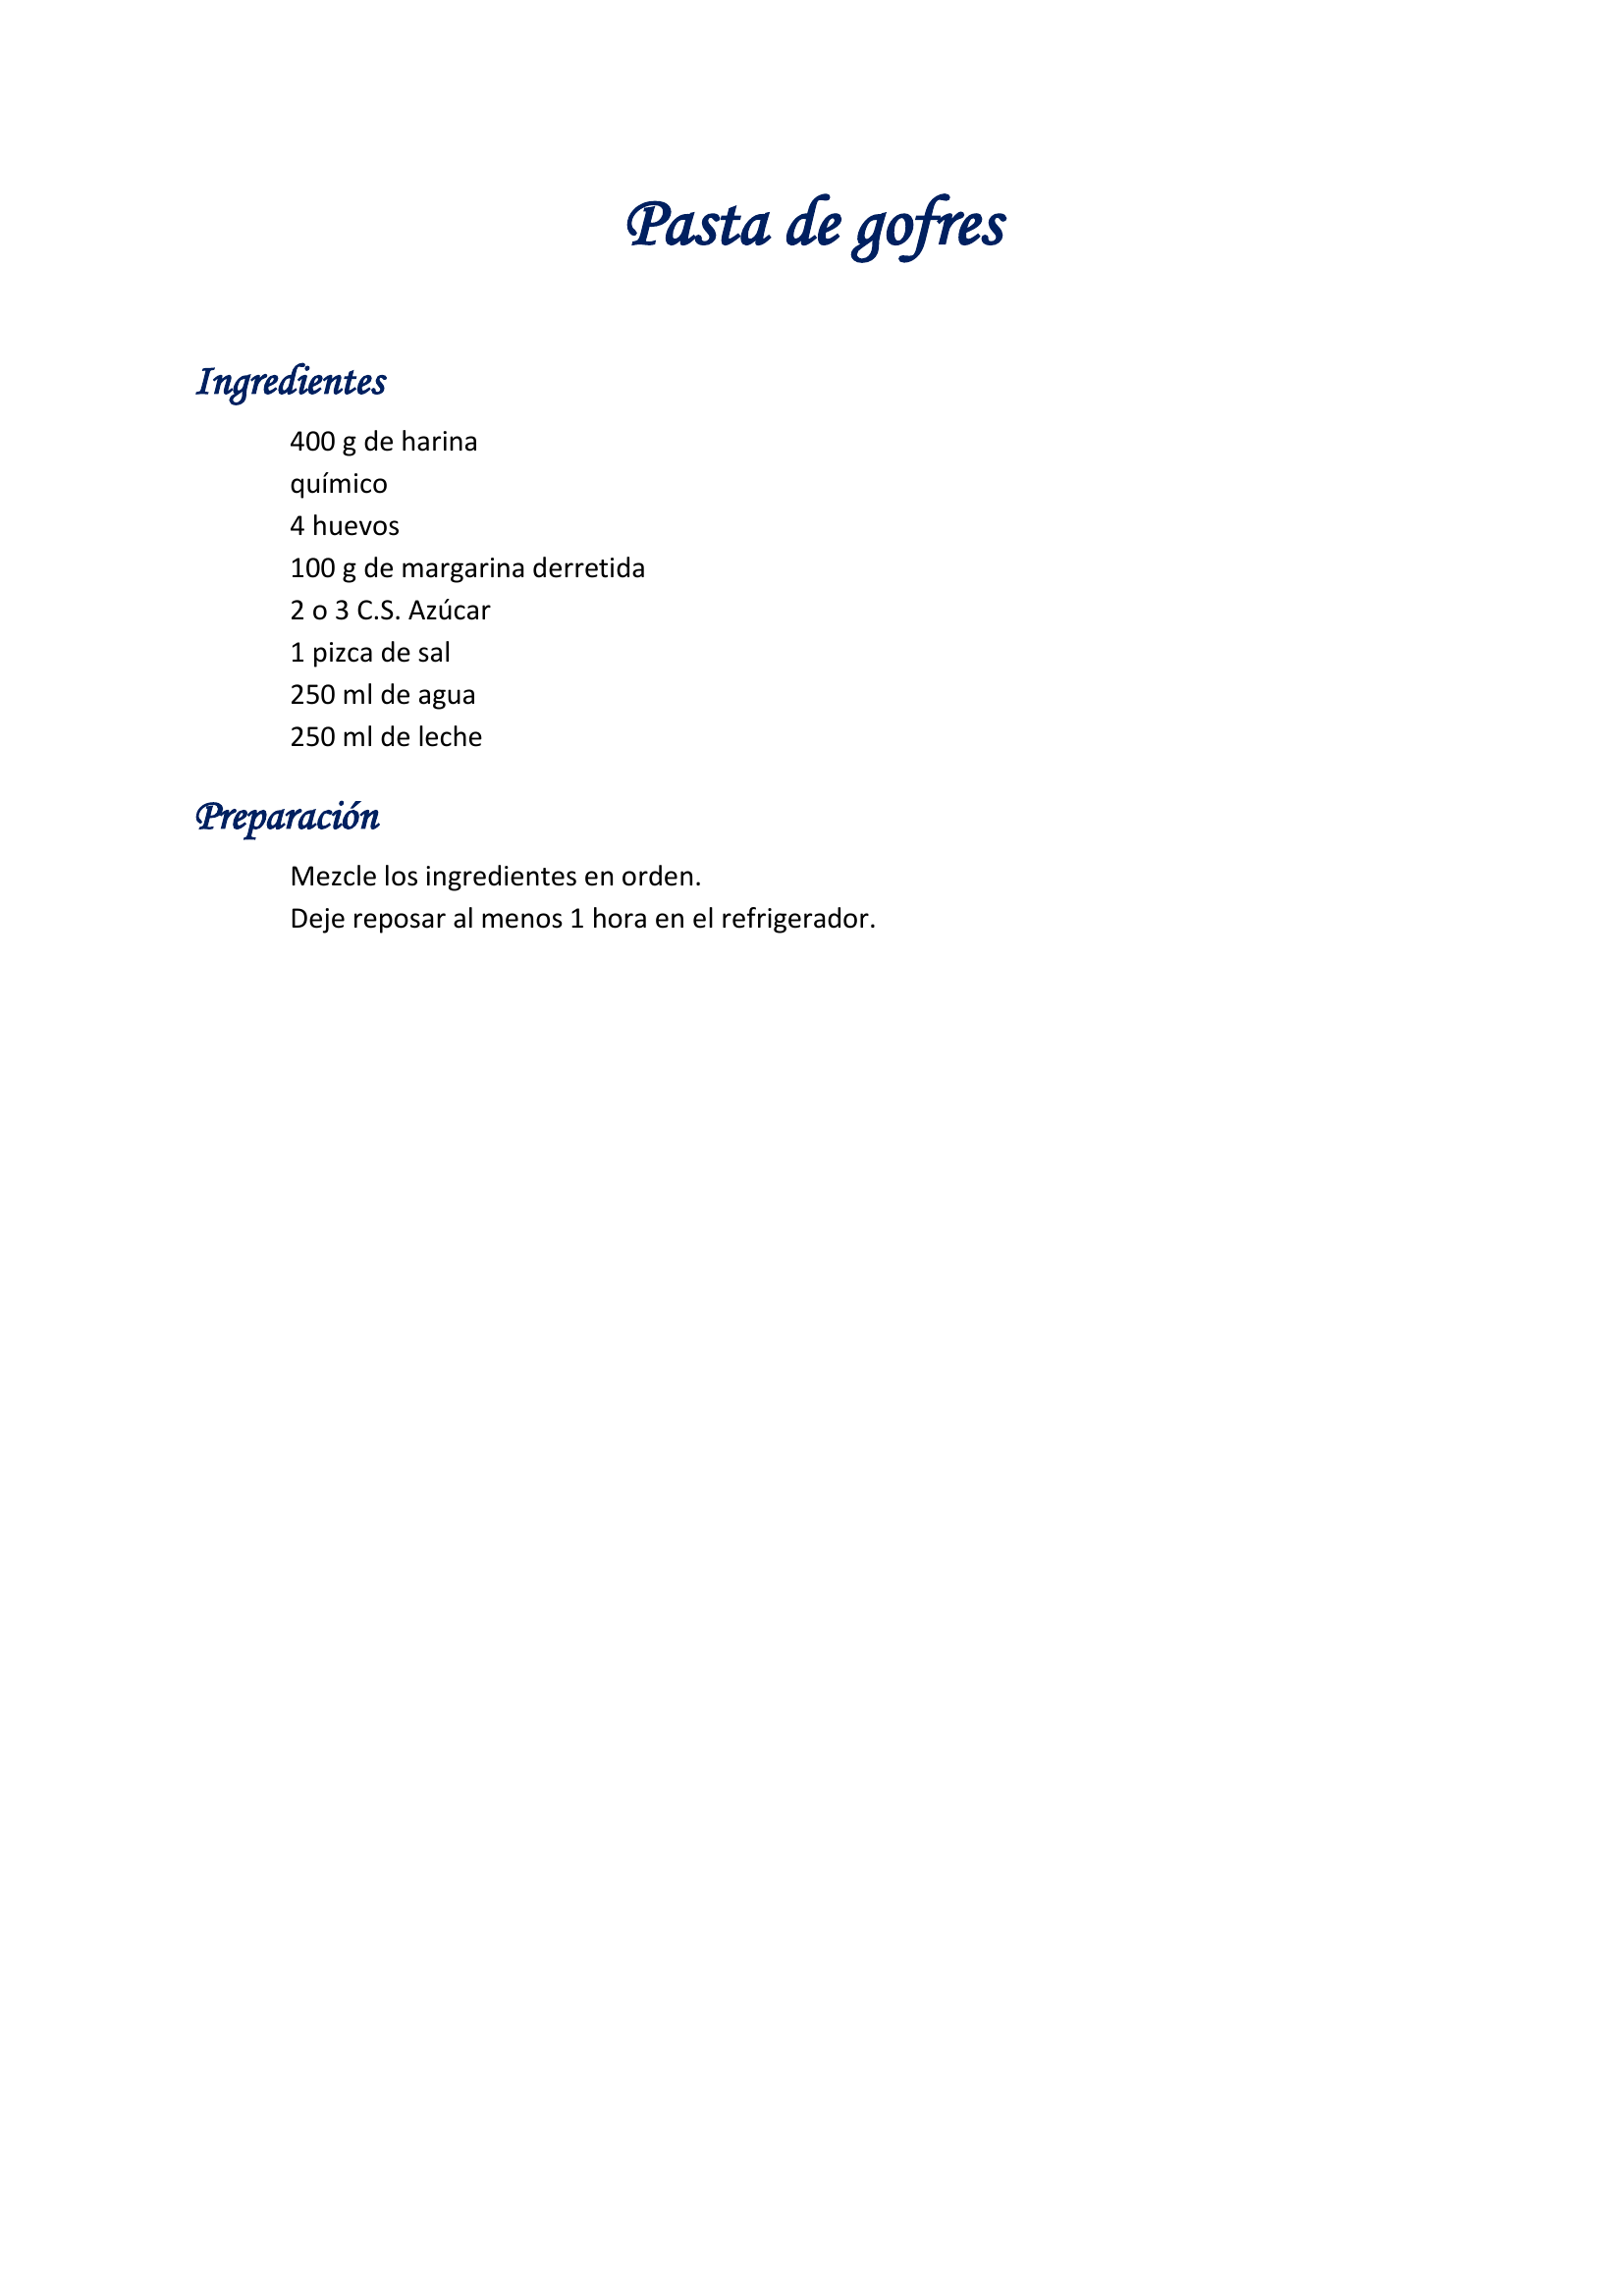 Pasta de gofres
Ingredientes
400 g de harina
químico
4 huevos
100 g de margarina derretida
2 o 3 C.S. Azúcar
1 pizca de sal
250 ml de agua
250 ml de leche
Preparación
Mezcle los ingredientes en orden.
Deje reposar al menos 1 hora en el refrigerador.